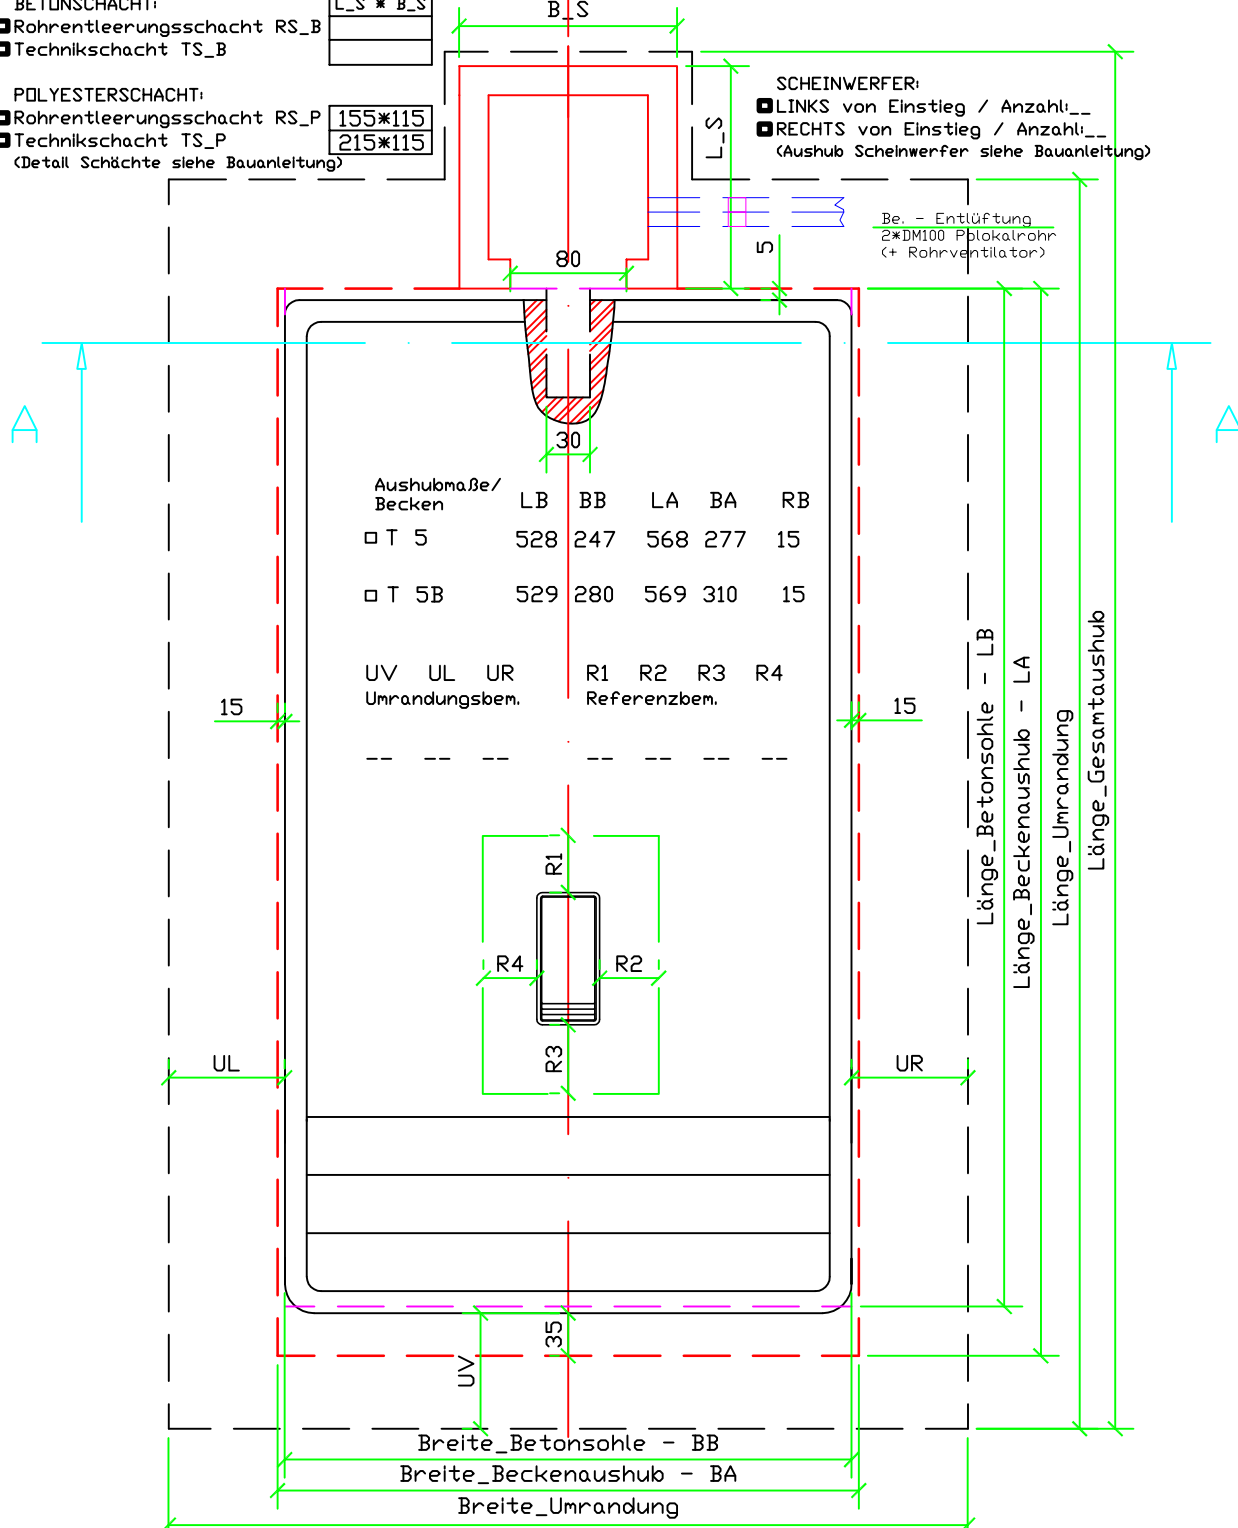 BETONSCHACHT:
L_S * B_S
Rohrentleerungsschacht RS_B
Technikschacht TS_B
POLYESTERSCHACHT:
Rohrentleerungsschacht RS_P 155*115
Technikschacht TS_P 215*115
(Detail Schächte siehe Bauanleitung)
B_S
L_S
SCHEINWERFER:
LINKS von Einstieg / Anzahl:__
RECHTS von Einstieg / Anzahl:__
(Aushub Scheinwerfer siehe Bauanleitung)
Be. - Entlüftung
2*DM100 Polokalrohr
(+ Rohrventilator)
5
80
A
A
30
Aushubmaße/
Becken LB BB LA BA RB
T 5 528 247 568 277 15
T 5B 529 280 569 310 15
UV UL UR R1 R2 R3 R4
Umrandungsbem. Referenzbem.
-- -- -- -- -- -- --
15
15
R1
R4
R2
R3
UL
UR
Länge_Betonsohle - LB
Länge_Beckenaushub - LA
Länge_Umrandung
Länge_Gesamtaushub
35
UV
Breite_Betonsohle - BB
Breite_Beckenaushub - BA
Breite_Umrandung